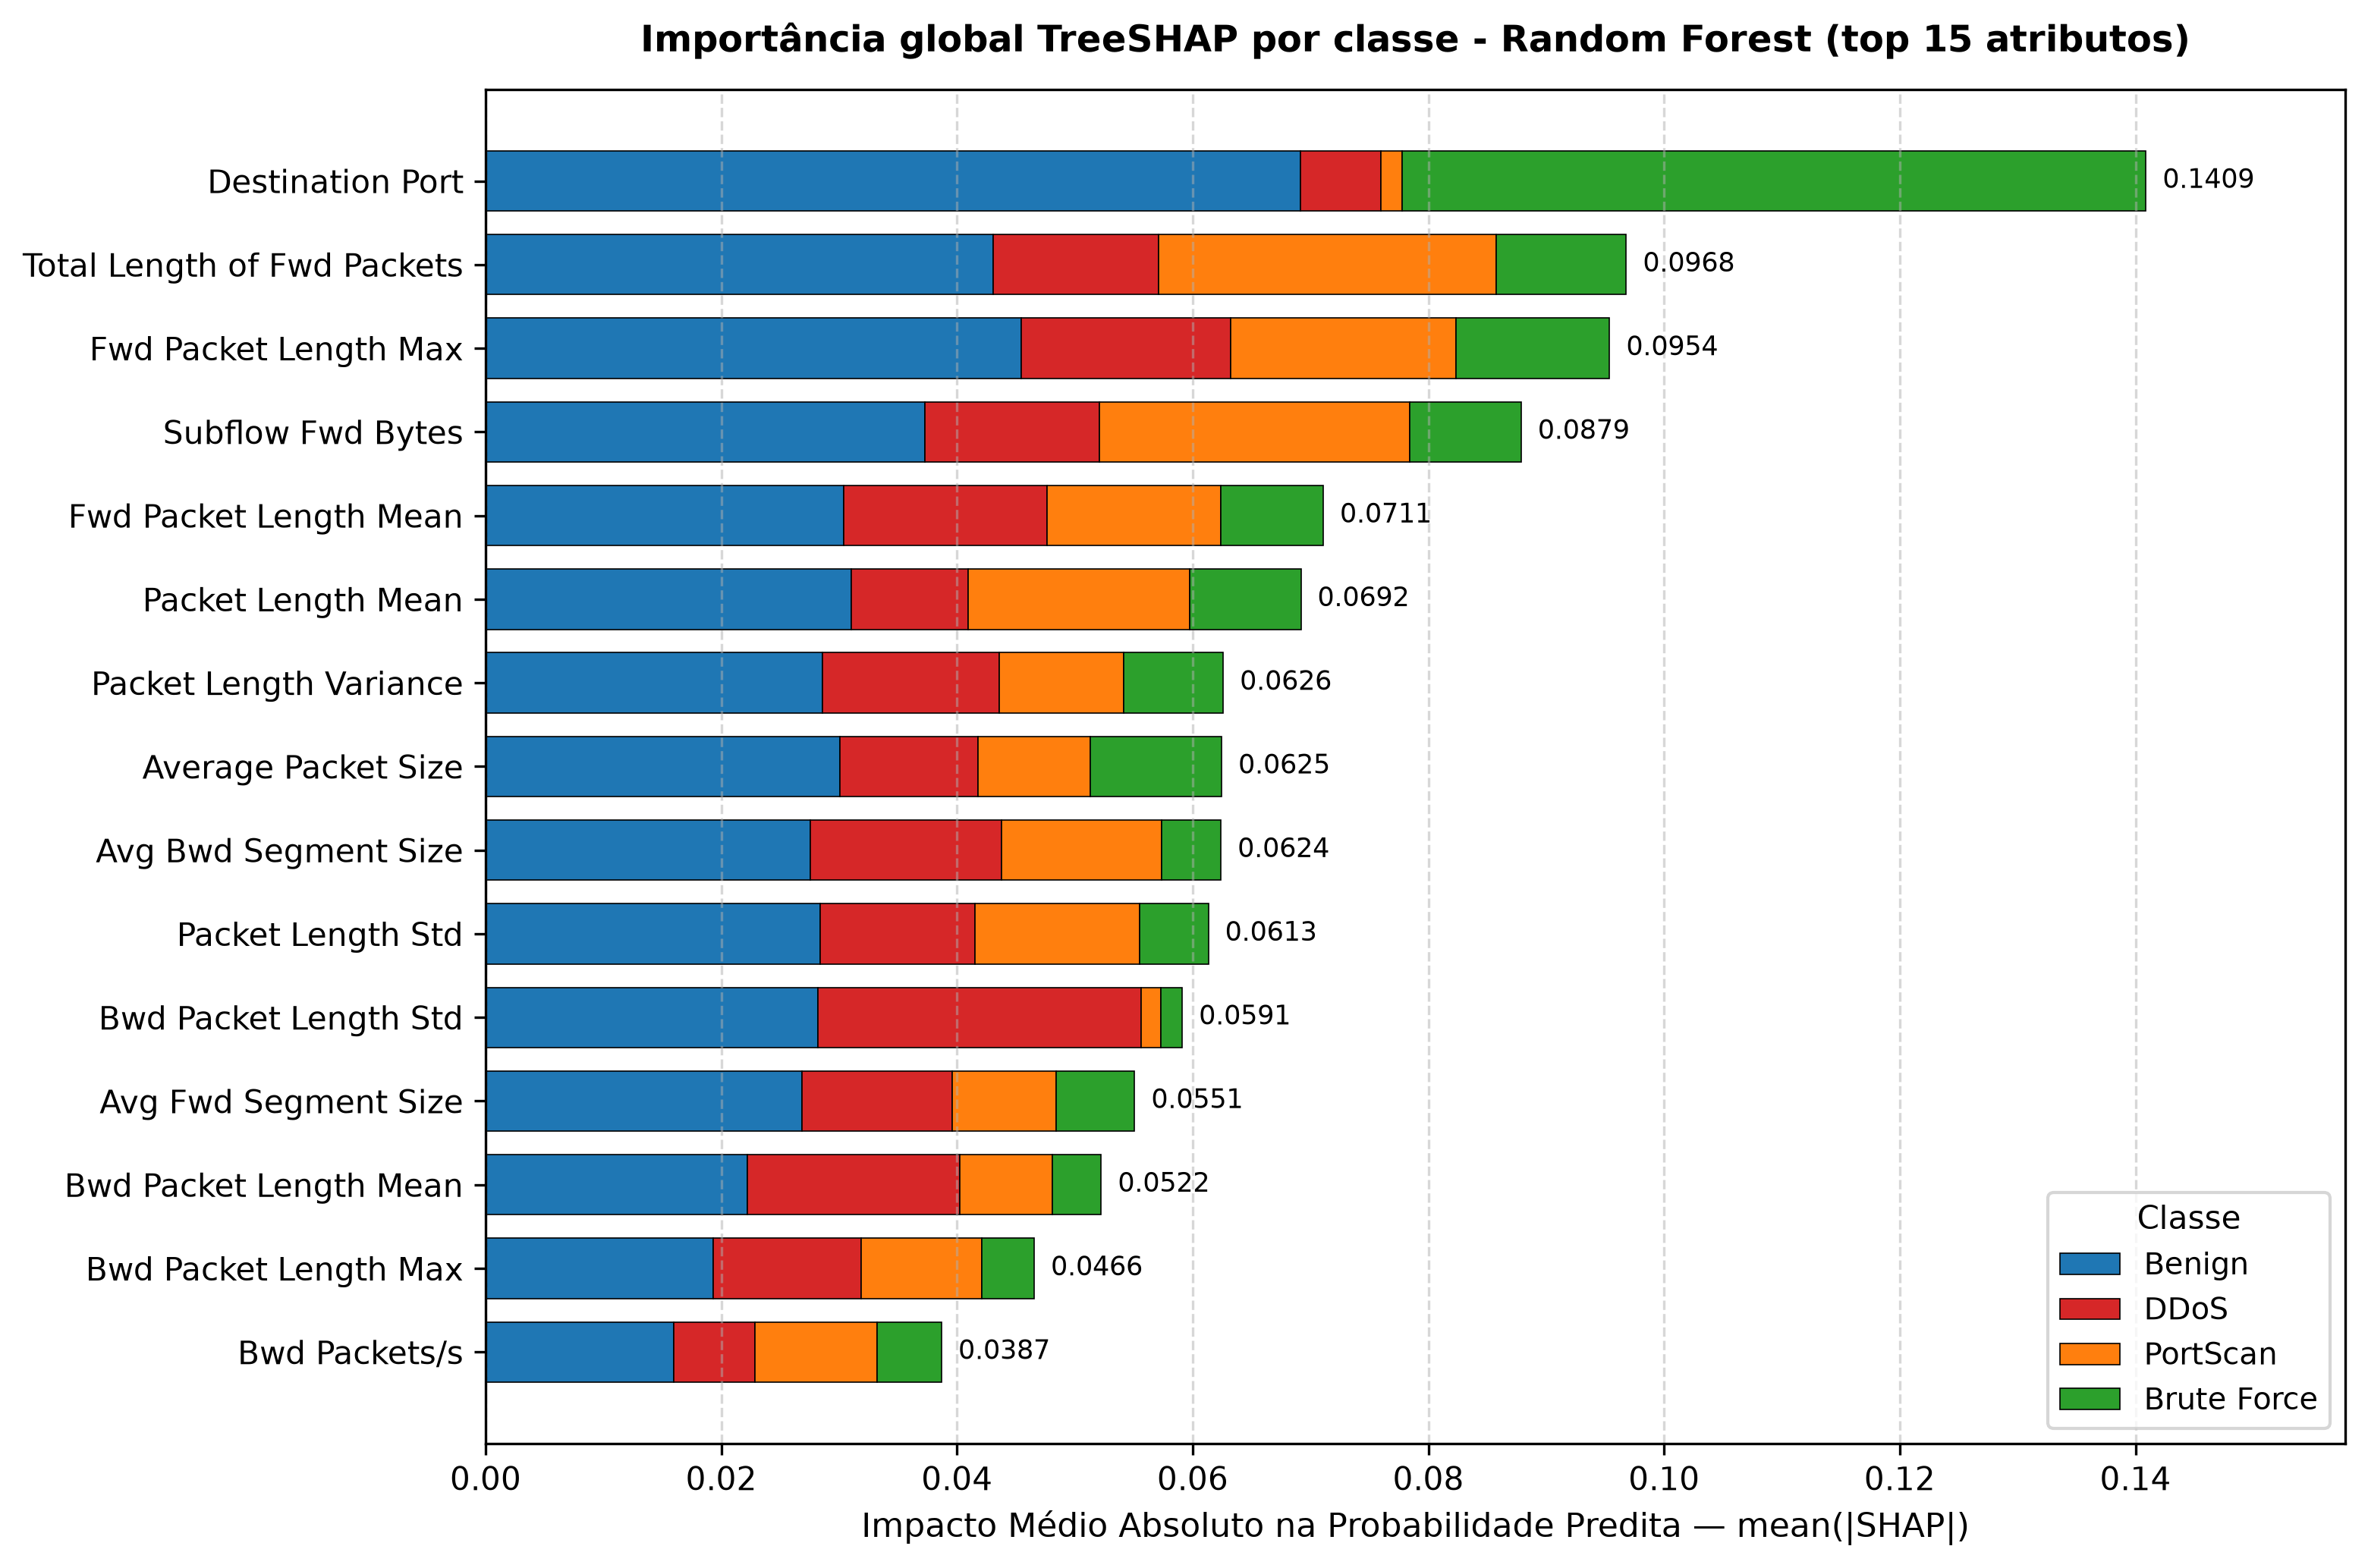 Importância global TreeSHAP por classe - Random Forest (top 15 atributos)
Destination Port
0.1409
Total Length of Fwd Packets
0.0968
Fwd Packet Length Max
0.0954
Subflow Fwd Bytes
0.0879
Fwd Packet Length Mean
0.0711
Packet Length Mean
0.0692
Packet Length Variance
0.0626
Average Packet Size
0.0625
Avg Bwd Segment Size
0.0624
Packet Length Std
0.0613
Bwd Packet Length Std
0.0591
Avg Fwd Segment Size
0.0551
Bwd Packet Length Mean
0.0522
Bwd Packet Length Max
0.0466
Bwd Packets/s
0.0387
Classe
Benign
DDoS
PortScan
Brute Force
0.00 0.02 0.04 0.06 0.08 0.10 0.12 0.14
Impacto Médio Absoluto na Probabilidade Predita — mean(|SHAP|)